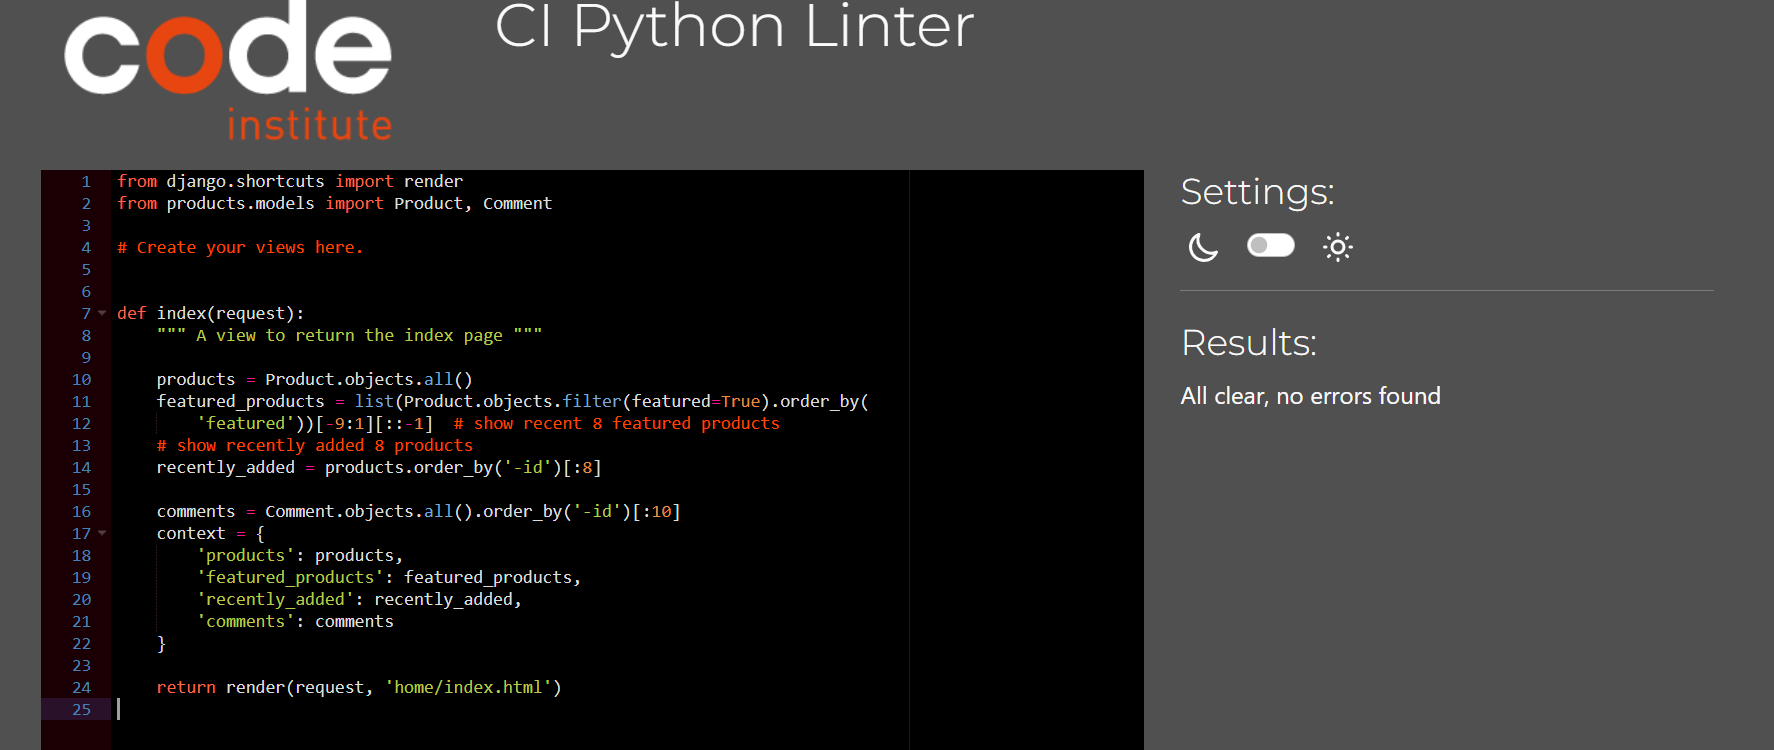 code
institute
CI Python Linter
1 from django.shortcuts import render
2 from products.models import Product, Comment
3
4 # Create your views here.
5
6
7 def index(request):
8     """ A view to return the index page """
9
10     products = Product.objects.all()
11     featured_products = list(Product.objects.filter(featured=True).order_by(
12         'featured'))[-9:1][::-1]  # show recent 8 featured products
13     # show recently added 8 products
14     recently_added = products.order_by('-id')[:8]
15
16     comments = Comment.objects.all().order_by('-id')[:10]
17     context = {
18         'products': products,
19         'featured_products': featured_products,
20         'recently_added': recently_added,
21         'comments': comments
22     }
23
24     return render(request, 'home/index.html')
25
Settings:
Results:
All clear, no errors found